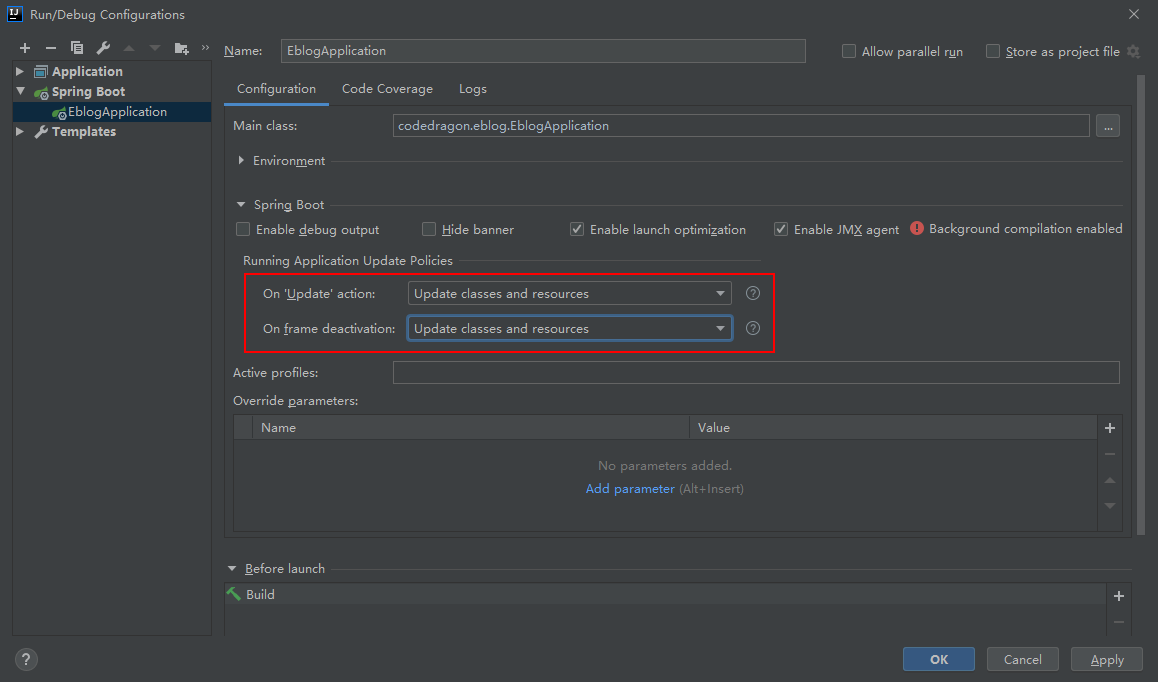 IJ Run/Debug Configurations
Name: EblogApplication Allow parallel run Store as project file
Application
Spring Boot
EblogApplication
Templates
Configuration Code Coverage Logs
Main class: codedragon.eblog.EblogApplication ...
Environment
Spring Boot
Enable debug output Hide banner Enable launch optimization Enable JMX agent Background compilation enabled
Running Application Update Policies
On 'Update' action: Update classes and resources ?
On frame deactivation: Update classes and resources ?
Active profiles:
Override parameters:
Name Value
No parameters added.
Add parameter (Alt+Insert)
Before launch
Build
? OK Cancel Apply